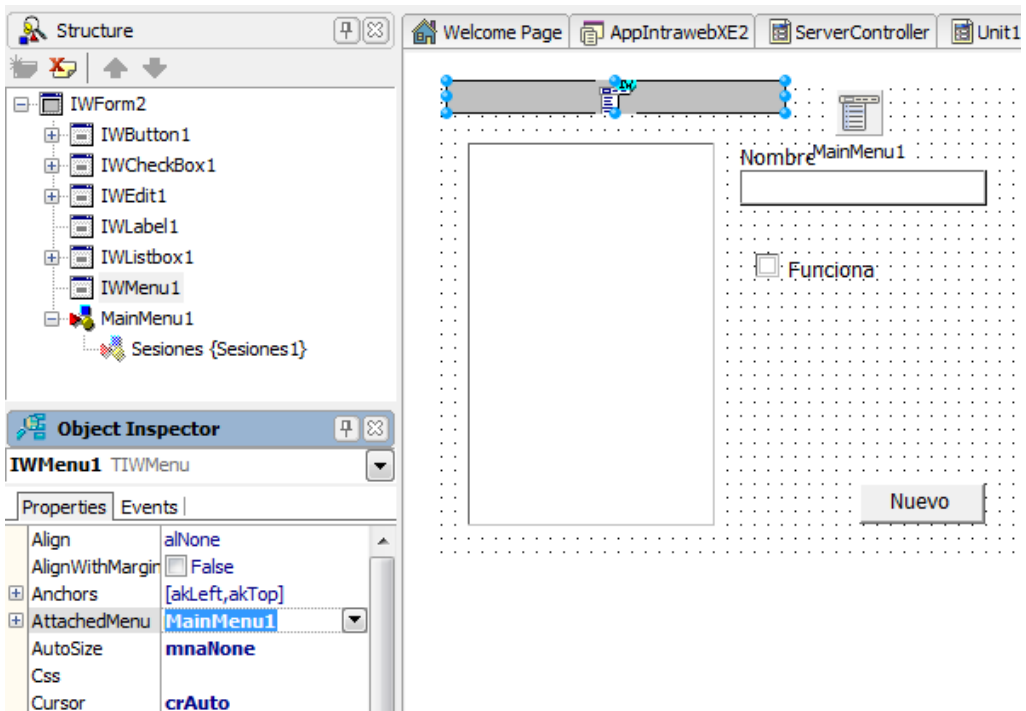 Structure
IWForm2
IWButton1
IWCheckBox1
IWEdit1
IWLabel1
IWListbox1
IWMenu1
MainMenu1
Sesiones {Sesiones1}
Object Inspector
IWMenu1 TIWMenu
Properties Events
Align alNone
AlignWithMargin False
Anchors [akLeft,akTop]
AttachedMenu MainMenu1
AutoSize mnaNone
Css
Cursor crAuto
Welcome Page AppIntrawebXE2 ServerController Unit1
IW
MainMenu1
Nombre
Funciona
Nuevo